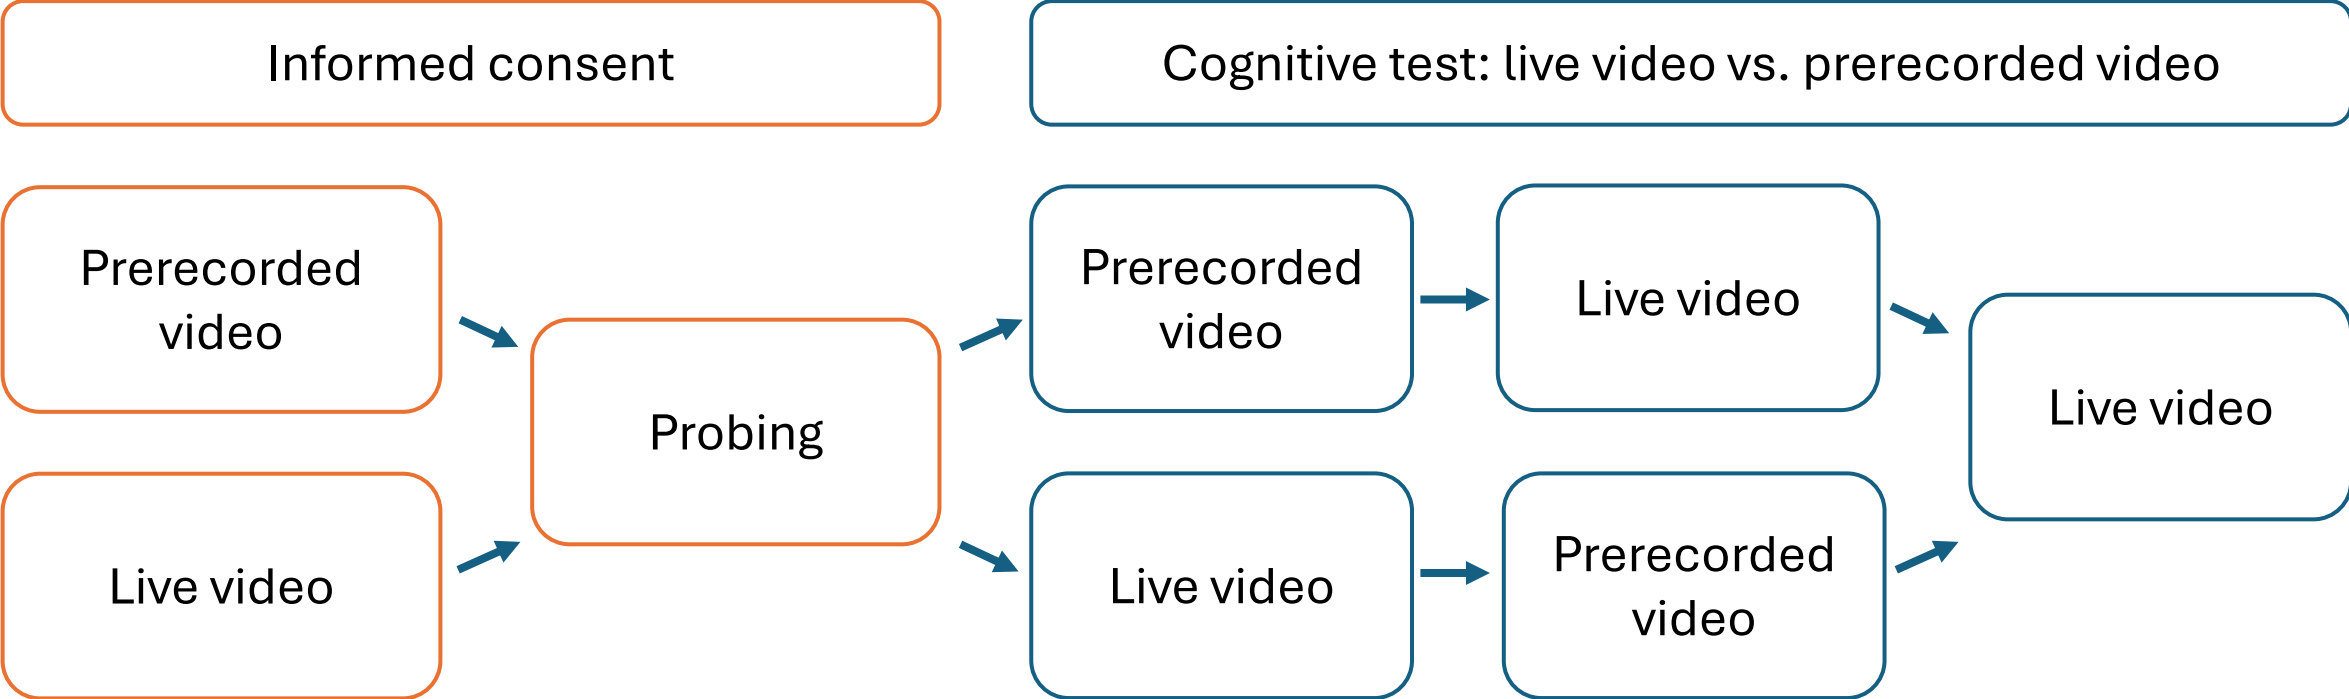 Informed consent
Cognitive test: live video vs. prerecorded video
Prerecorded
video
Live video
Probing
Prerecorded
video
Live video
Live video
Prerecorded
video
Live video